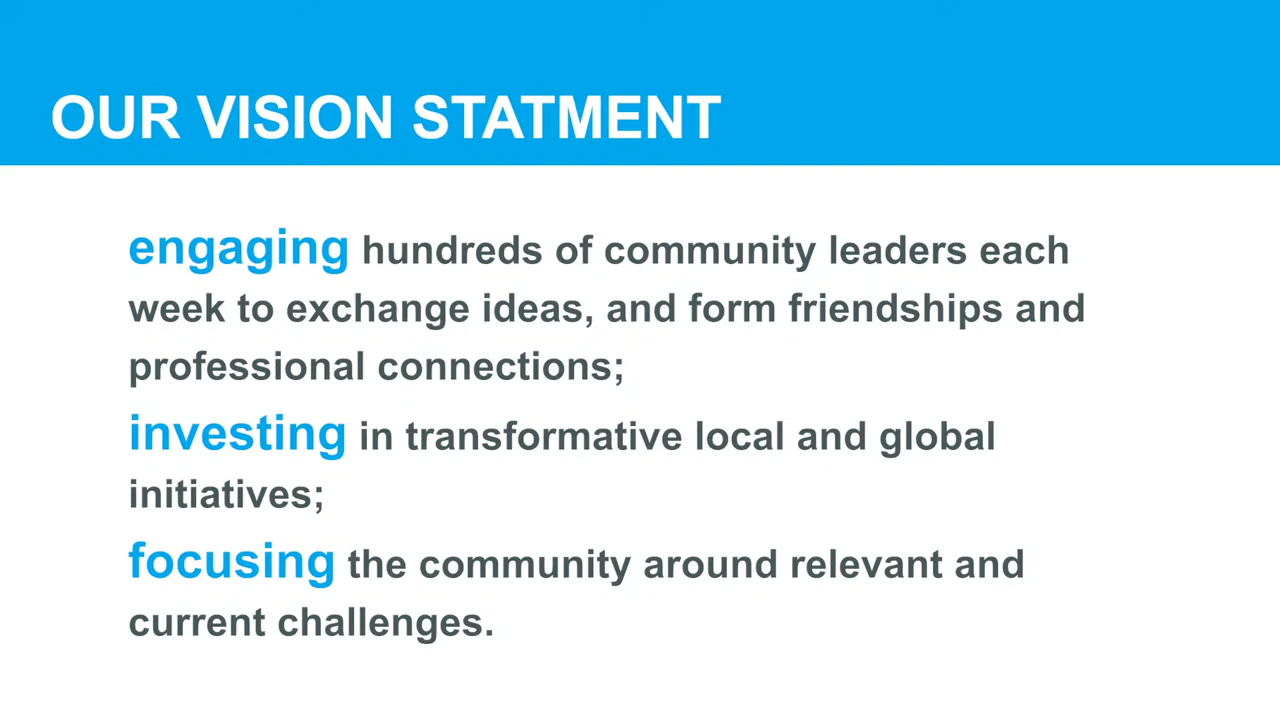 OUR VISION STATMENT
engaging hundreds of community leaders each
week to exchange ideas, and form friendships and
professional connections;
investing in transformative local and global
initiatives;
focusing the community around relevant and
current challenges.